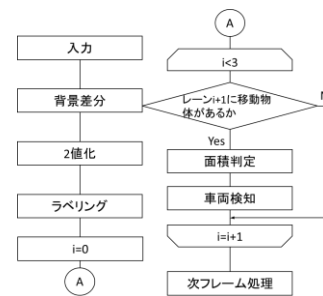 入力
背景差分
2値化
ラベリング
i=0
A
A
i<3
レーンi+1に移動物
体があるか
Yes
面積判定
車両検知
i=i+1
次フレーム処理